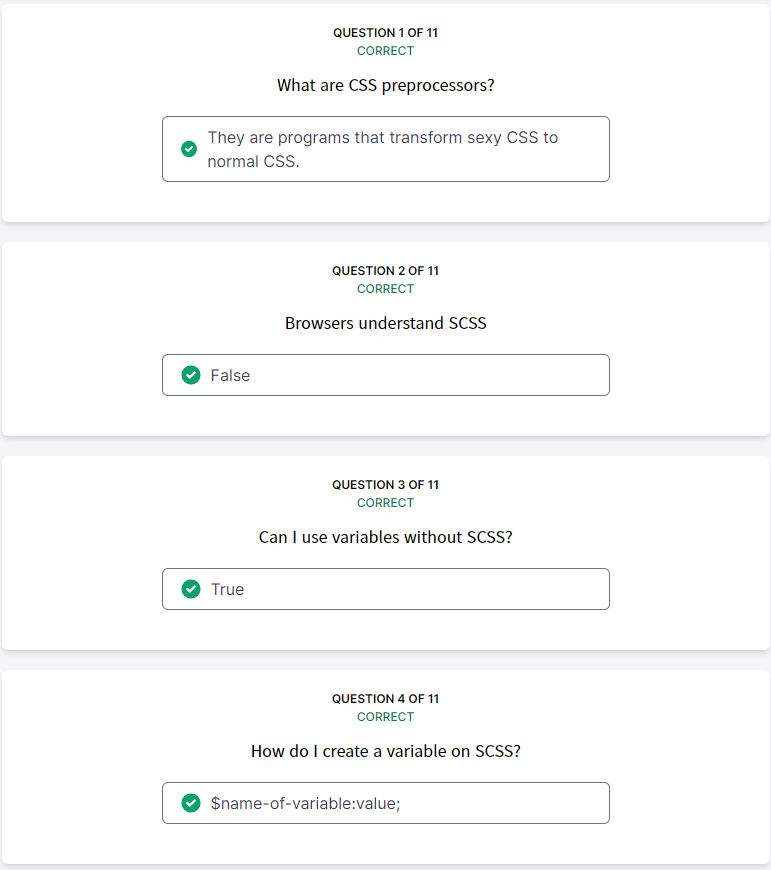 QUESTION 1 OF 11
CORRECT
What are CSS preprocessors?
They are programs that transform sexy CSS to
normal CSS.
QUESTION 2 OF 11
CORRECT
Browsers understand SCSS
False
QUESTION 3 OF 11
CORRECT
Can I use variables without SCSS?
True
QUESTION 4 OF 11
CORRECT
How do I create a variable on SCSS?
$name-of-variable:value;